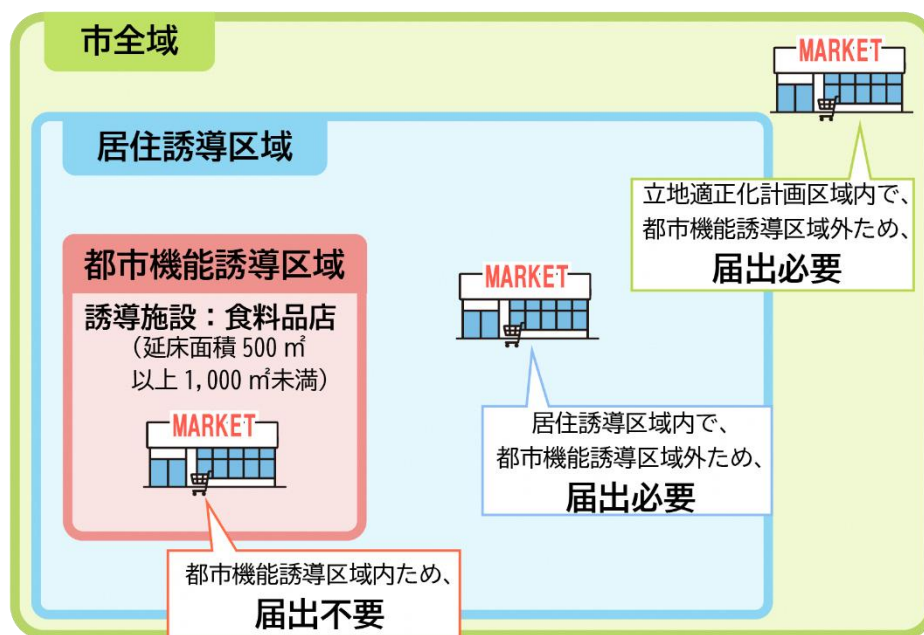 市全域
MARKET
立地適正化計画区域内で、
都市機能誘導区域外ため、
届出必要
居住誘導区域
MARKET
居住誘導区域内で、
都市機能誘導区域外ため、
届出必要
都市機能誘導区域
誘導施設：食料品店
（延床面積 500 ㎡
以上 1,000 ㎡未満）
MARKET
都市機能誘導区域内ため、
届出不要